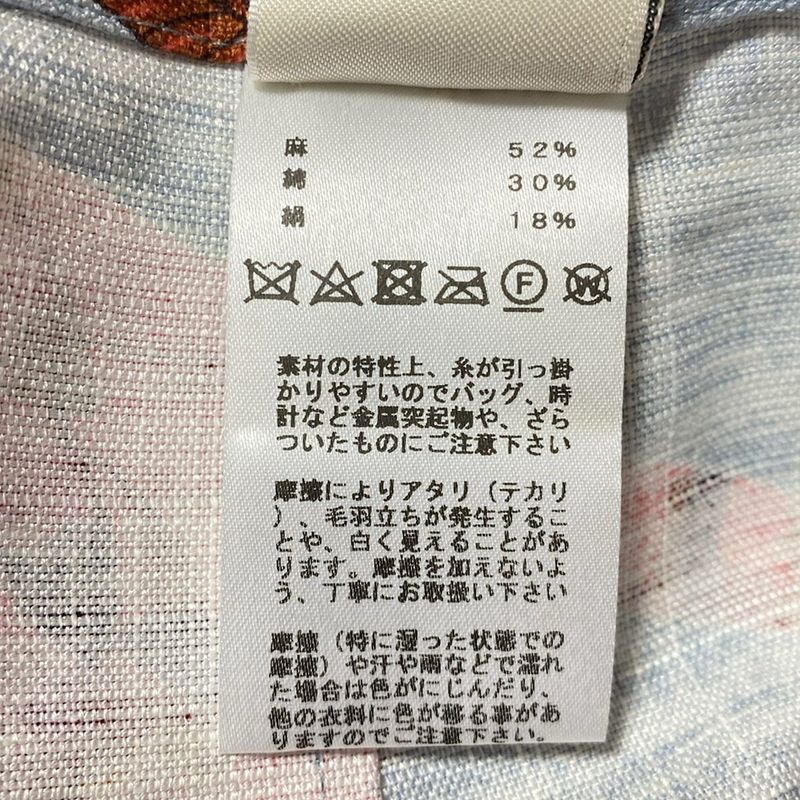 麻 52%
綿 30%
絹 18%
F W
素材の特性上、糸が引っ掛
かりやすいのでバッグ、時
計など金属突起物や、ざら
ついたものにご注意下さい
摩擦によりアタリ（テカリ
）、毛羽立ちが発生するこ
とや、白く見えることがあ
ります。摩擦を加えないよ
う、丁寧にお取扱い下さい
摩擦（特に湿った状態での
摩擦）や汗や雨などで濡れ
た場合は色がにじんだり、
他の衣料に色が移る事があ
りますのでご注意下さい。